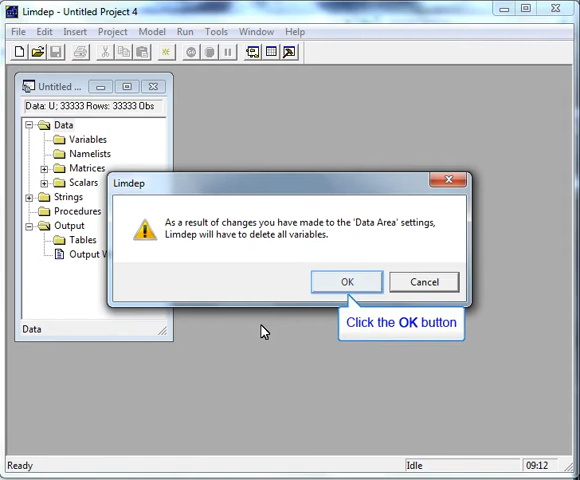 Limdep - Untitled Project 4
File Edit Insert Project Model Run Tools Window Help
Untitled ...
Data: U; 33333 Rows: 33333 Obs
Data
Variables
Namelists
Matrices
Scalars
Strings
Procedures
Output
Tables
Output W
Data
Limdep
As a result of changes you have made to the 'Data Area' settings,
Limdep will have to delete all variables.
OK Cancel
Click the OK button
Ready Idle 09:12